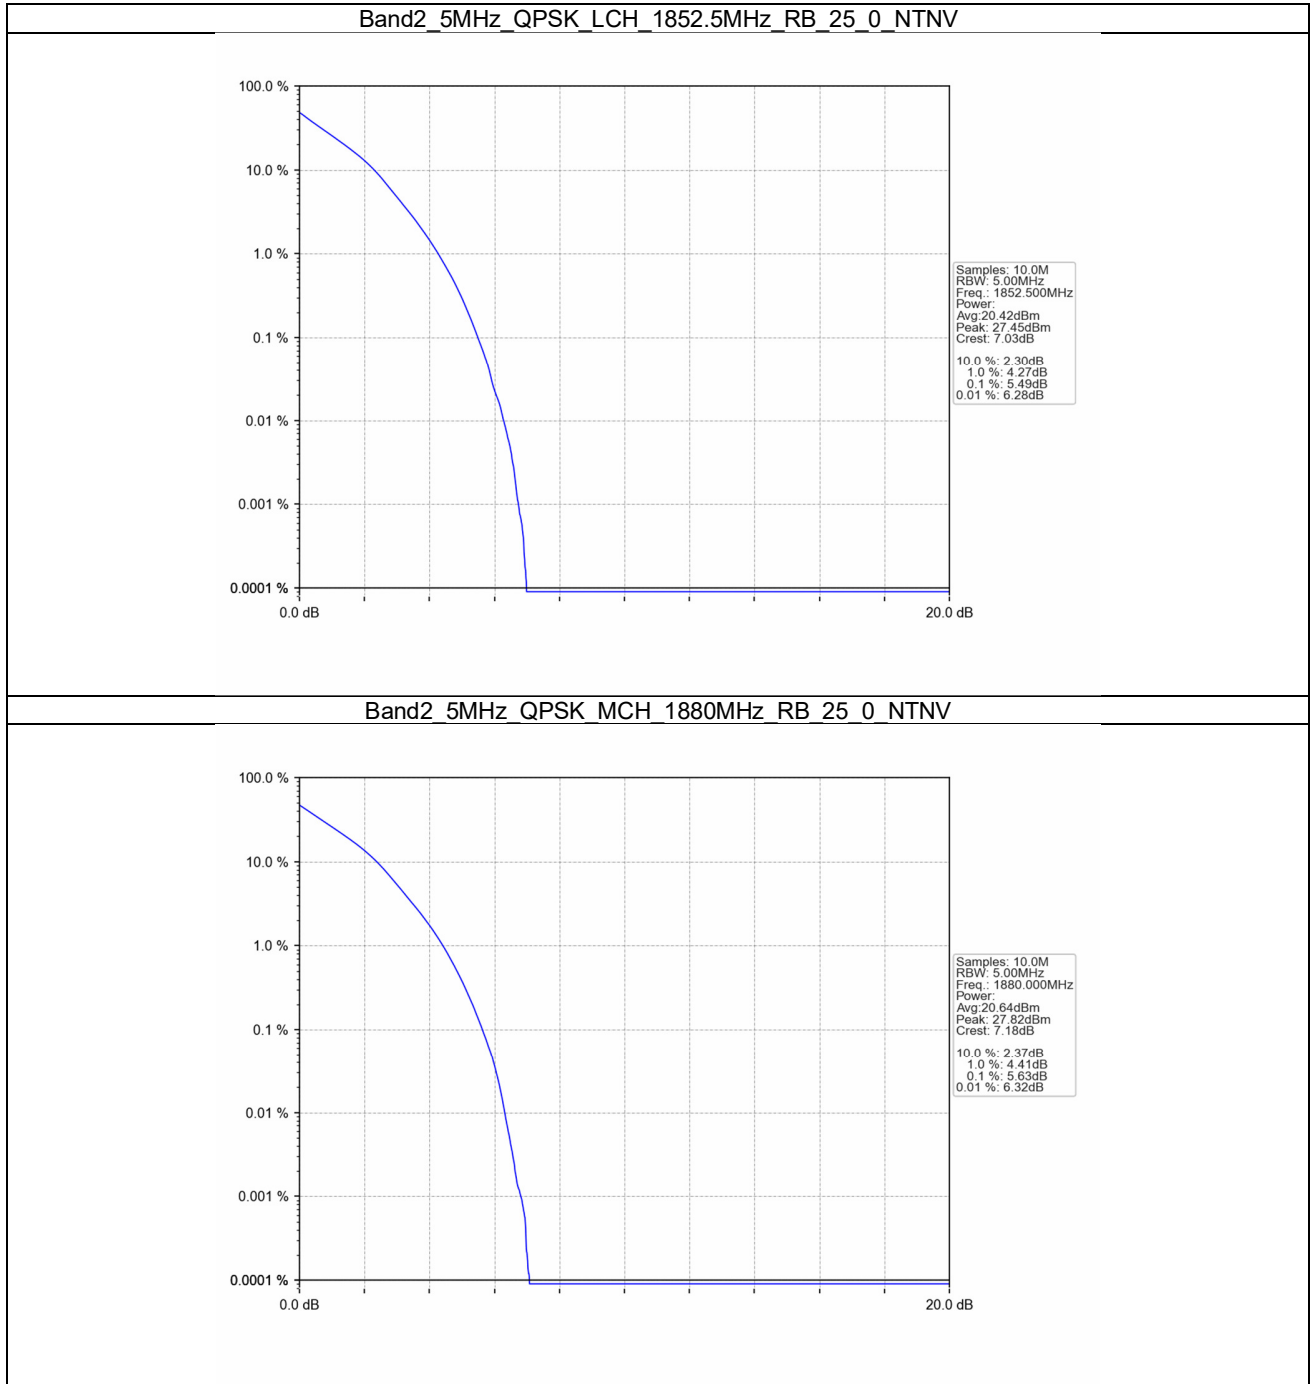 Band2_5MHz_QPSK_LCH_1852.5MHz_RB_25_0_NTNV
100.0 %
10.0 %
1.0 %
0.1 %
0.01 %
0.001 %
0.0001 %
0.0 dB
20.0 dB
Samples: 10.0M
RBW: 5.00MHz
Freq.: 1852.500MHz
Power:
Avg:20.42dBm
Peak: 27.45dBm
Crest: 7.03dB
10.0 %: 2.30dB
1.0 %: 4.27dB
0.1 %: 5.49dB
0.01 %: 6.28dB
Band2_5MHz_QPSK_MCH_1880MHz_RB_25_0_NTNV
100.0 %
10.0 %
1.0 %
0.1 %
0.01 %
0.001 %
0.0001 %
0.0 dB
20.0 dB
Samples: 10.0M
RBW: 5.00MHz
Freq.: 1880.000MHz
Power:
Avg:20.64dBm
Peak: 27.82dBm
Crest: 7.18dB
10.0 %: 2.37dB
1.0 %: 4.41dB
0.1 %: 5.63dB
0.01 %: 6.32dB